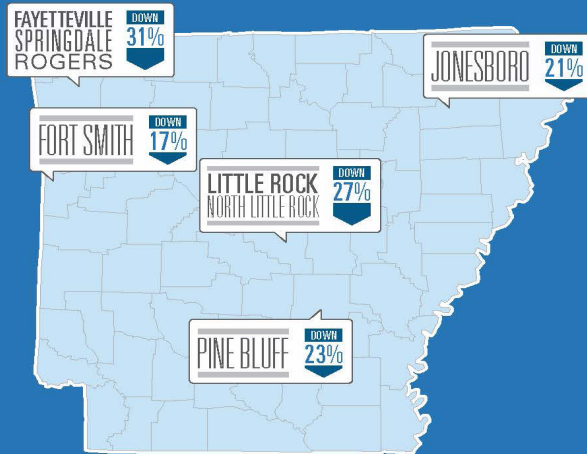 FAYETTEVILLE
SPRINGDALE
ROGERS
DOWN
31%
JONESBORO
DOWN
21%
FORT SMITH
DOWN
17%
LITTLE ROCK
NORTH LITTLE ROCK
DOWN
27%
PINE BLUFF
DOWN
23%